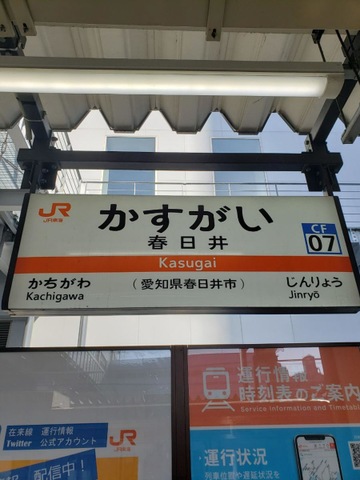 JR
JR東海
かすがい
春日井
CF
07
Kasugai
かちがわ
Kachigawa
(愛知県春日井市)
じんりょう
Jinryō
運行情報
時刻表のご案内
Service Information and Timetable
在来線 運行情報
Twitter 公式アカウント
JR
配信中！
運行状況